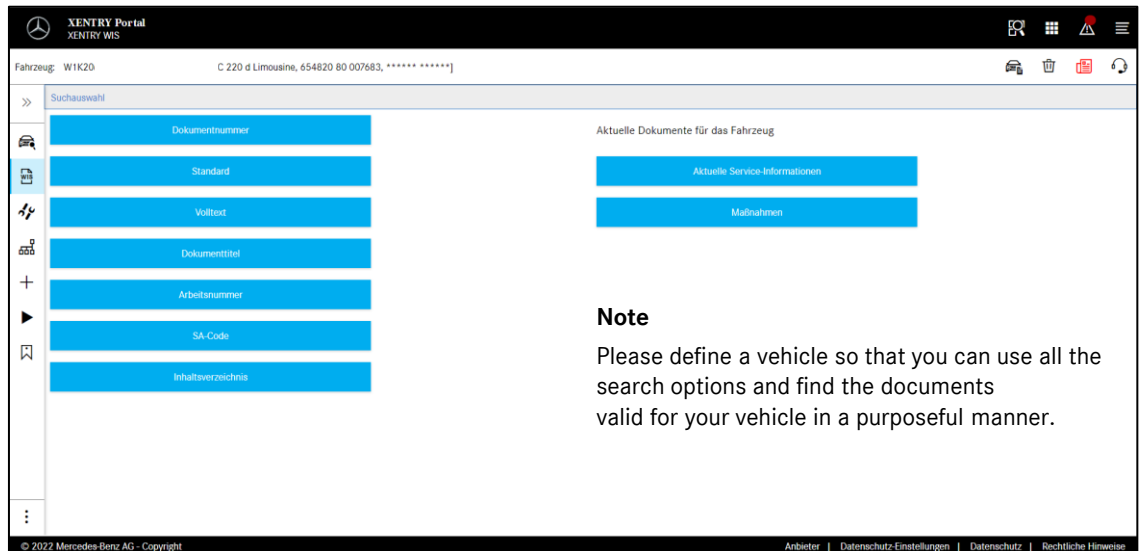 XENTRY Portal
XENTRY WIS
Fahrzeug: W1K20 C 220 d Limousine, 654820 80 007683, ****** ******]
Suchauswahl
Dokumentnummer
Standard
Volltext
Dokumenttitel
Arbeitsnummer
SA-Code
Inhaltsverzeichnis
Aktuelle Dokumente für das Fahrzeug
Aktuelle Service-Informationen
Maßnahmen
Note
Please define a vehicle so that you can use all the
search options and find the documents
valid for your vehicle in a purposeful manner.
WIS
© 2022 Mercedes-Benz AG - Copyright
Anbieter | Datenschutz-Einstellungen | Datenschutz | Rechtliche Hinweise